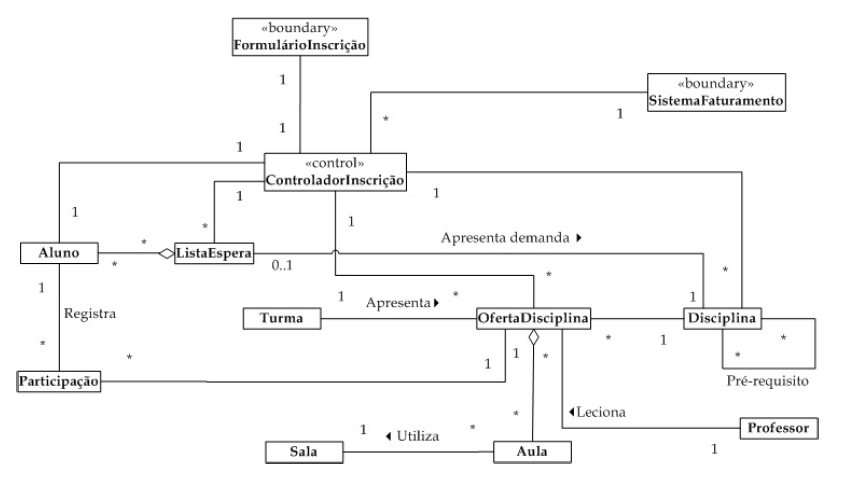 «boundary»
FormulárioInscrição
1
1
«boundary»
SistemaFaturamento
1
*
1
«control»
ControladorInscrição
1
1
1
1
*
*
Aluno
*
*
ListaEspera
0..1
Apresenta demanda
*
1
*
1
Registra
*
Turma
1
Apresenta
*
OfertaDisciplina
*
1
Disciplina
*
*
Pré-requisito
Participação
*
1
1
*
Leciona
Professor
1
*
Sala
1
Utiliza
*
Aula